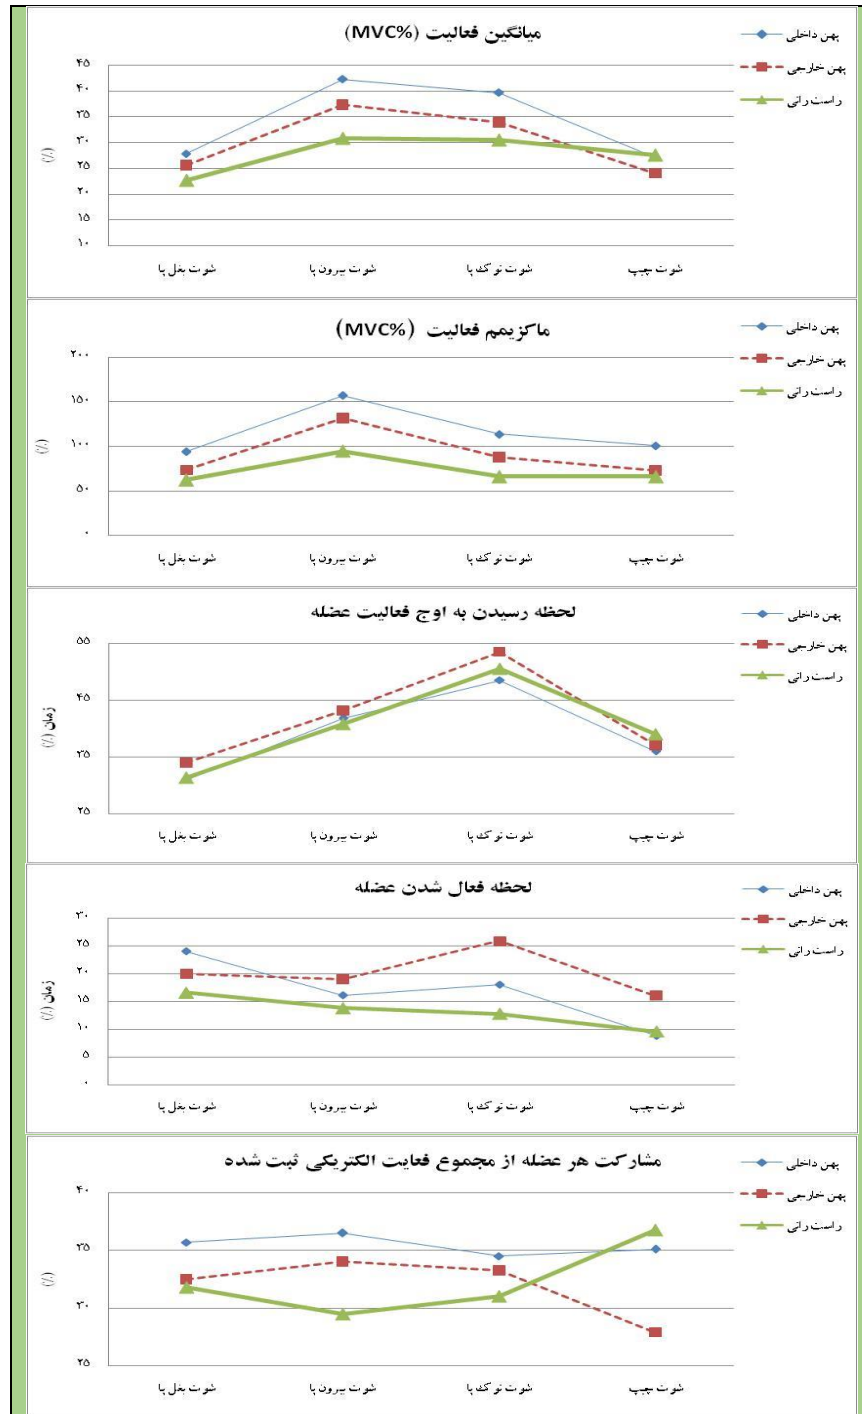 میانگین فعالیت (MVC%)
پهن داخلی
پهن خارجی
راست رانی
۴۵
۴۰
۳۵
۳۰
۲۵
۲۰
۱۵
۱۰
(٪)
شوت بغل پا
شوت بیرون پا
شوت نوک پا
شوت چیپ
ماکزیمم فعالیت (MVC%)
پهن داخلی
پهن خارجی
راست رانی
۲۰۰
۱۵۰
۱۰۰
۵۰
۰
(٪)
شوت بغل پا
شوت بیرون پا
شوت نوک پا
شوت چیپ
لحظه رسیدن به اوج فعالیت عضله
پهن داخلی
پهن خارجی
راست رانی
۵۵
۴۵
۳۵
۲۵
زمان (٪)
شوت بغل پا
شوت بیرون پا
شوت نوک پا
شوت چیپ
لحظه فعال شدن عضله
پهن داخلی
پهن خارجی
راست رانی
۳۰
۲۵
۲۰
۱۵
۱۰
۵
۰
زمان (٪)
شوت بغل پا
شوت بیرون پا
شوت نوک پا
شوت چیپ
مشارکت هر عضله از مجموع فعایت الکتریکی ثبت شده
پهن داخلی
پهن خارجی
راست رانی
۴۰
۳۵
۳۰
۲۵
(٪)
شوت بغل پا
شوت بیرون پا
شوت نوک پا
شوت چیپ